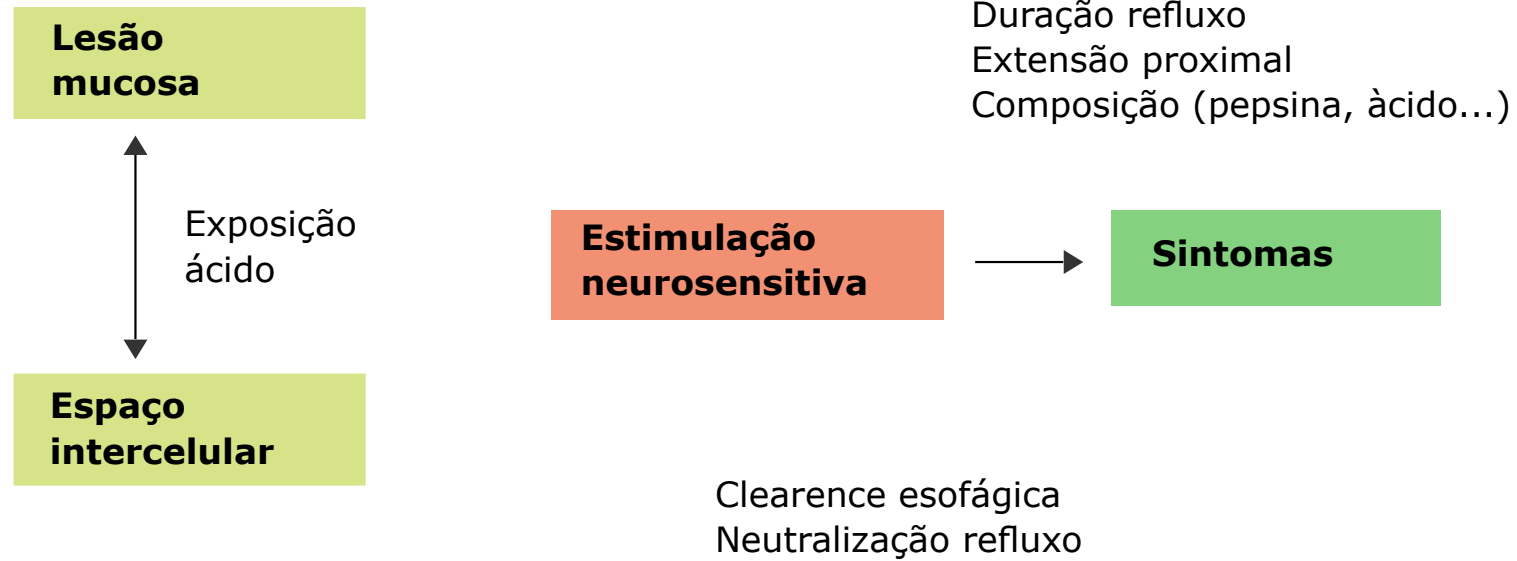 Duração refluxo
Extensão proximal
Composição (pepsina, àcido...)
Lesão
mucosa
Exposição
ácido
Estimulação
neurosensitiva
Sintomas
Espaço
intercelular
Clearence esofágica
Neutralização refluxo